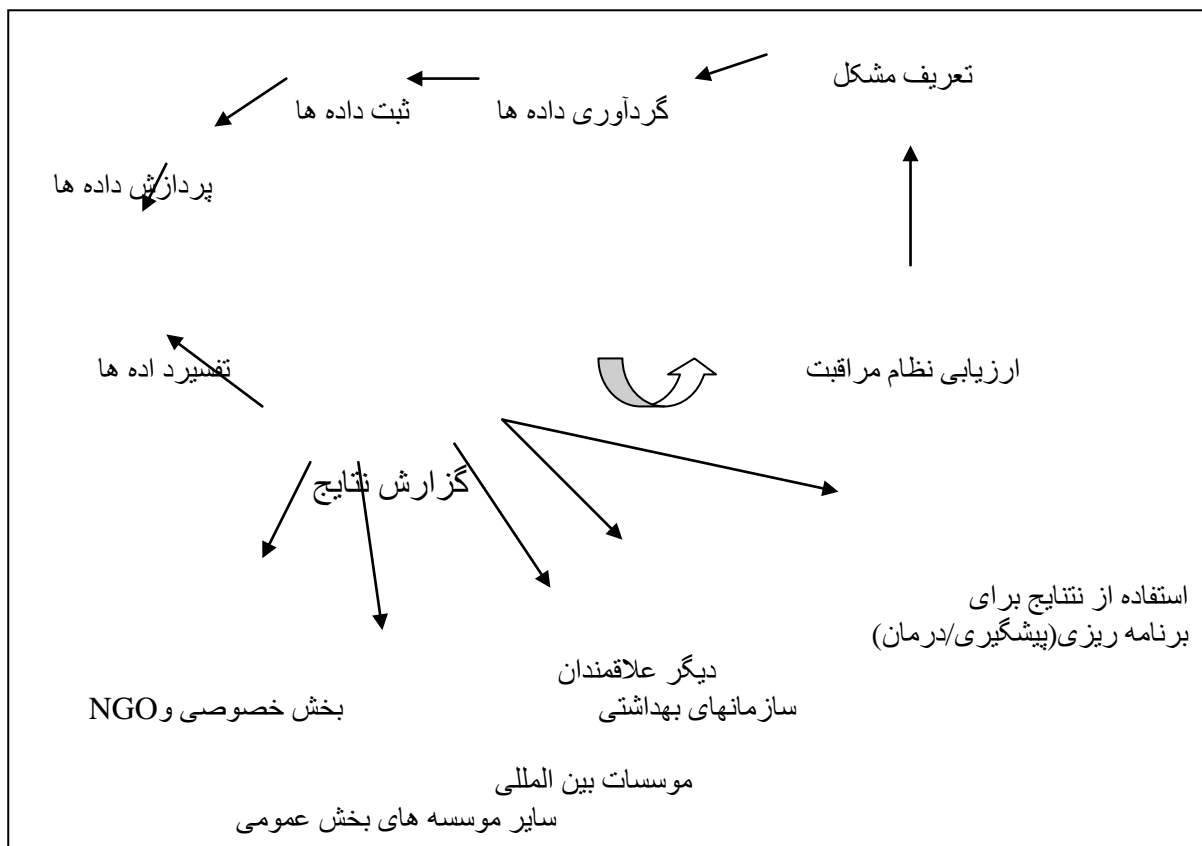 تعریف مشکل
گردآوری داده ها
ثبت داده ها
پردازش داده ها
ارزیابی نظام مراقبت
تفسیرد اده ها
گزارش نتایج
استفاده از نتنایج برای
برنامه ریزی(پیشگیری/درمان)
دیگر علاقمندان
سازمانهای بهداشتی
بخش خصوصی وNGO
موسسات بین المللی
سایر موسسه های بخش عمومی